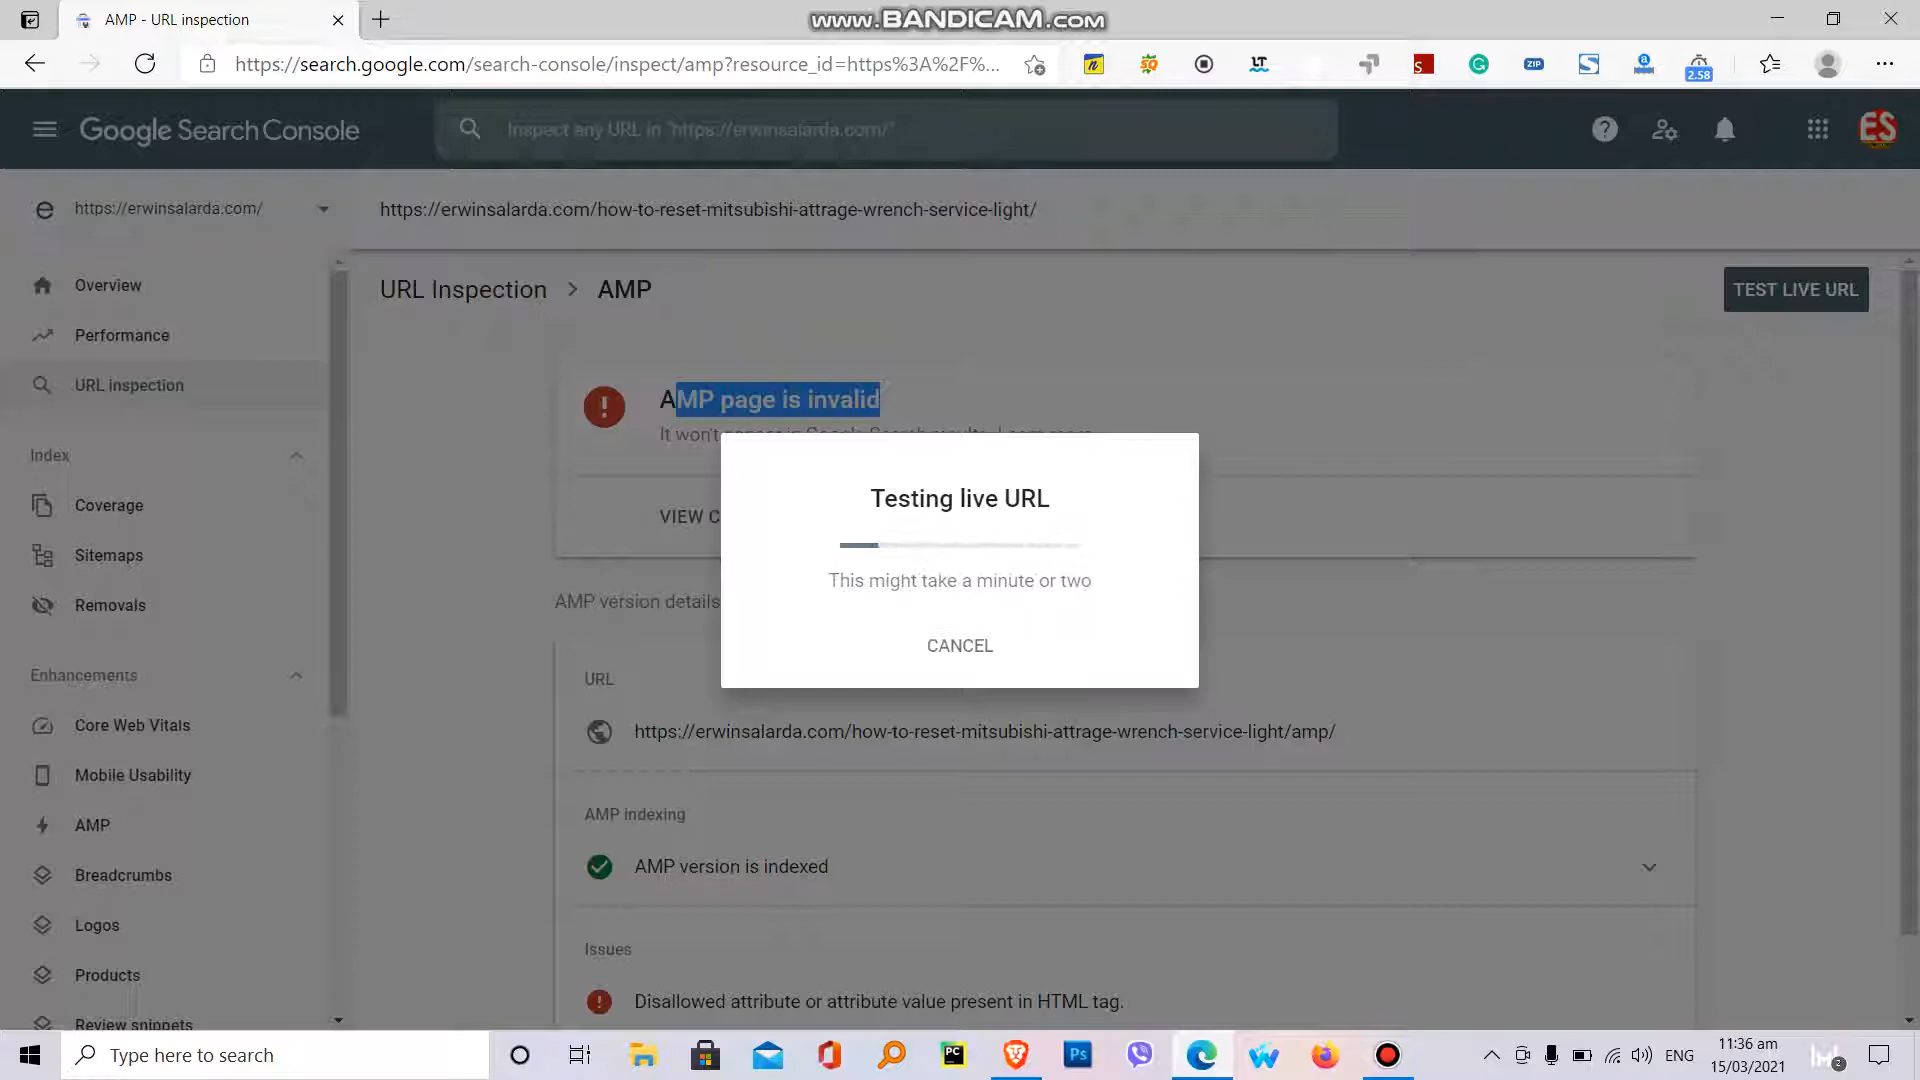 AMP - URL inspection
www.BANDICAM.com
https://search.google.com/search-console/inspect/amp?resource_id=https%3A%2F%...
2.58
Google Search Console
Inspect any URL in "https://erwinsalarda.com/"
ES
https://erwinsalarda.com/
https://erwinsalarda.com/how-to-reset-mitsubishi-attrage-wrench-service-light/
Overview
Performance
URL inspection
Index
Coverage
Sitemaps
Removals
Enhancements
Core Web Vitals
Mobile Usability
AMP
Breadcrumbs
Logos
Products
Review snippets
URL Inspection > AMP
TEST LIVE URL
AMP page is invalid
It won't appear in Google Search results. Learn more
VIEW C
Testing live URL
This might take a minute or two
CANCEL
AMP version details
URL
https://erwinsalarda.com/how-to-reset-mitsubishi-attrage-wrench-service-light/amp/
AMP indexing
AMP version is indexed
Issues
Disallowed attribute or attribute value present in HTML tag.
Type here to search
ENG
11:36 am
15/03/2021
2